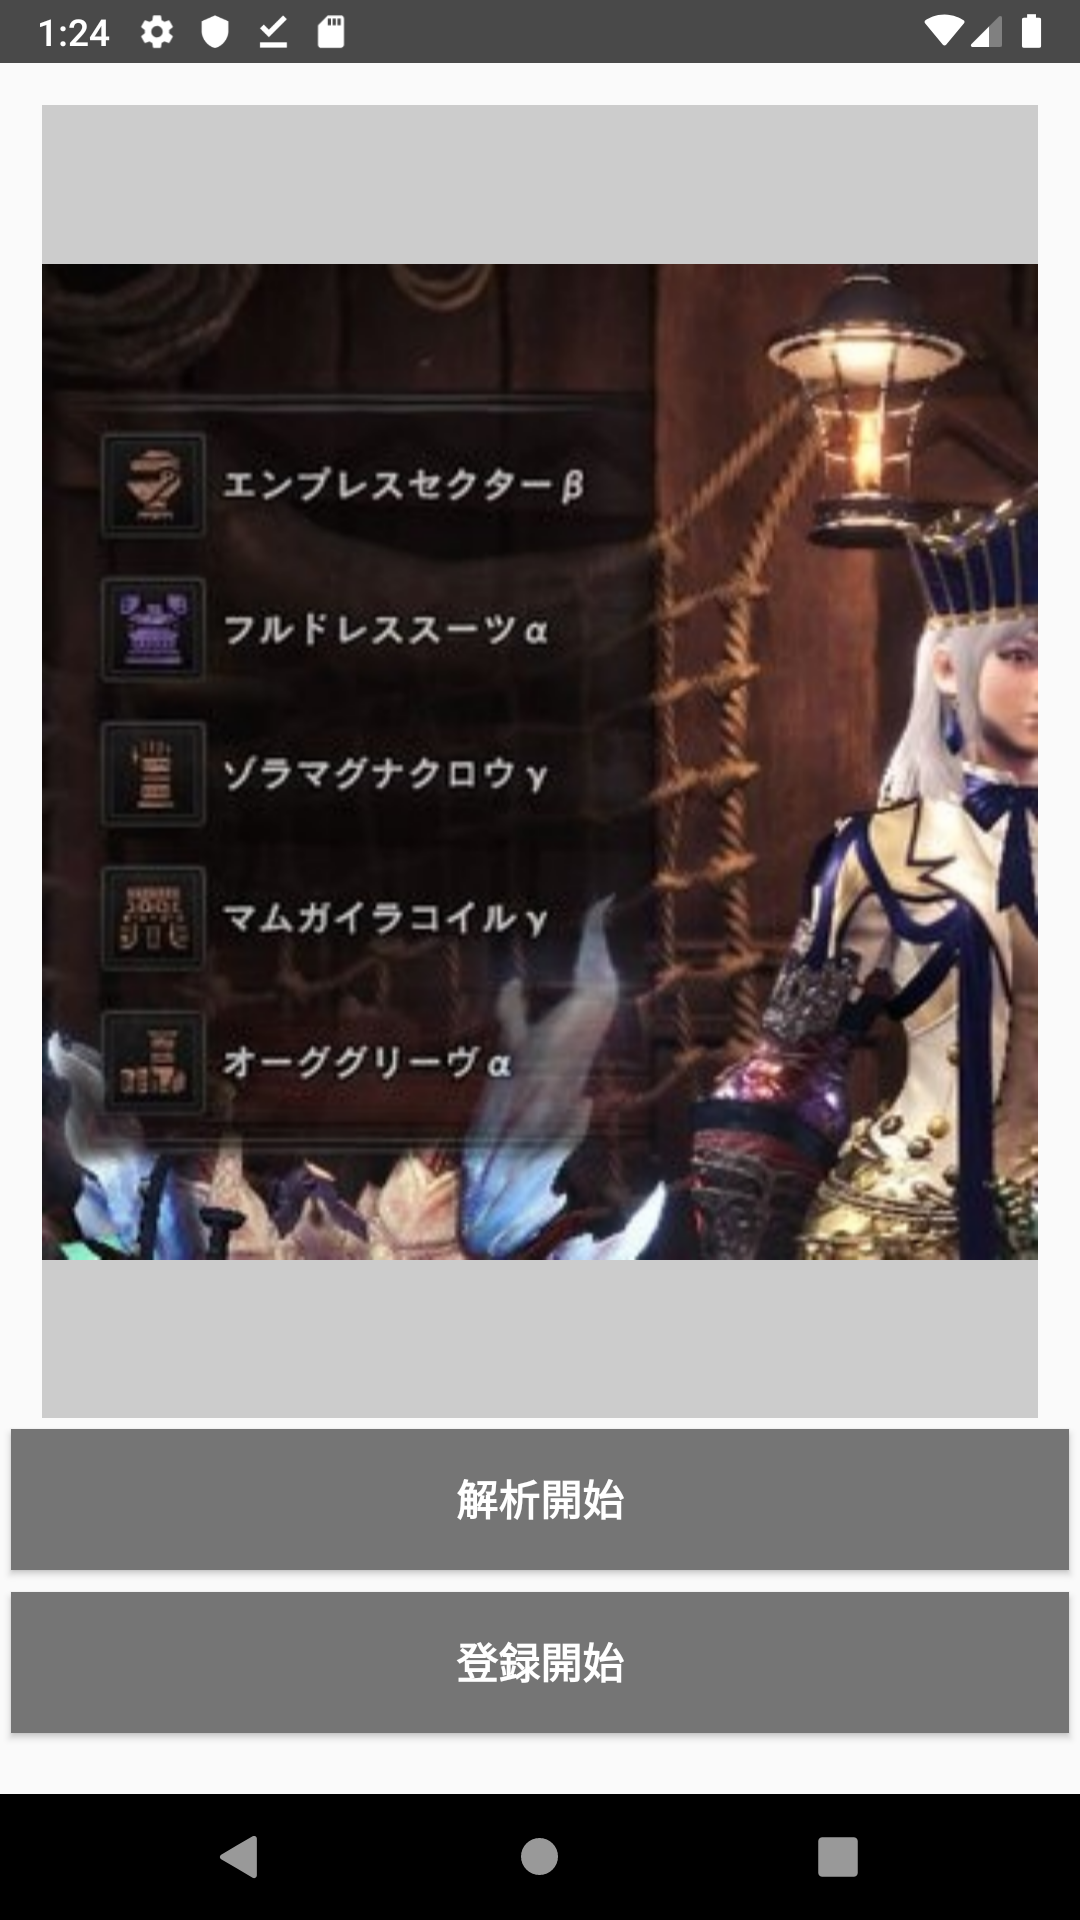 1:24
エンプレスセクターβ
フルドレススーツα
ゾラマグナクロウγ
マムガイラコイルγ
オーググリーヴα
解析開始
登録開始